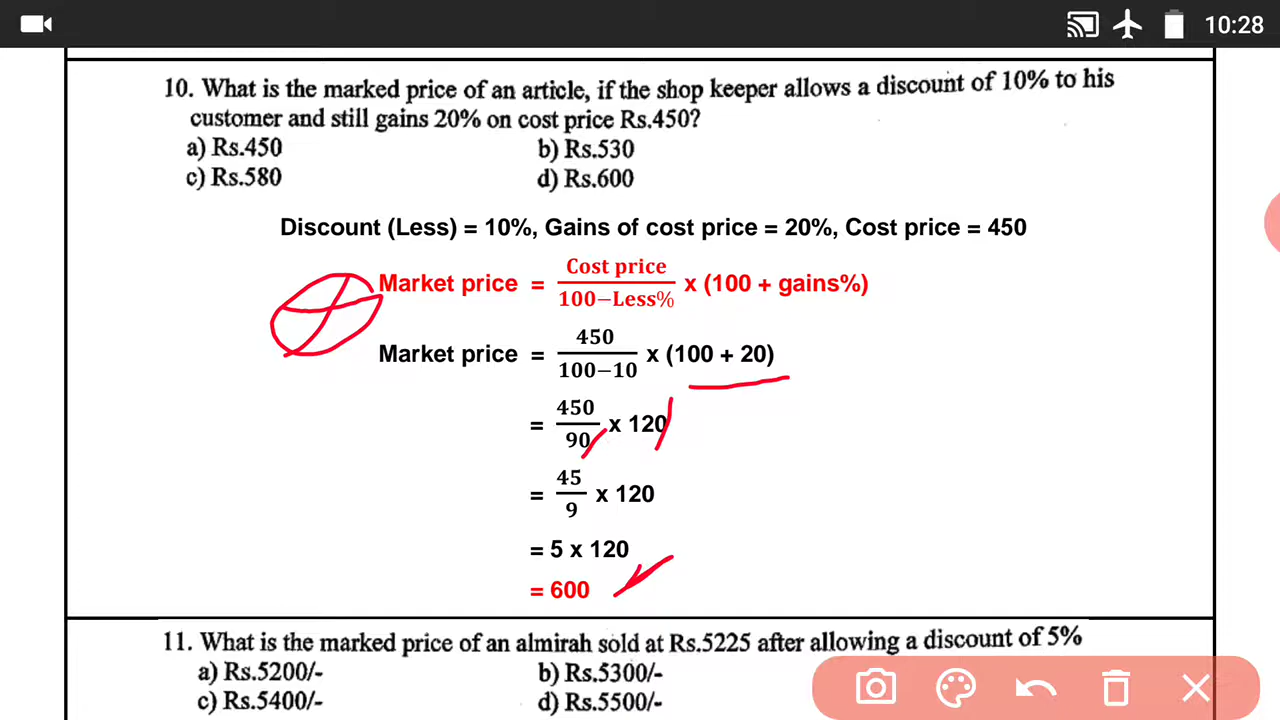 10:28
10. What is the marked price of an article, if the shop keeper allows a discount of 10% to his
customer and still gains 20% on cost price Rs.450?
a) Rs.450 b) Rs.530
c) Rs.580 d) Rs.600
Discount (Less) = 10%, Gains of cost price = 20%, Cost price = 450
Market price = Cost price / 100−Less% x (100 + gains%)
Market price = 450 / 100−10 x (100 + 20)
= 450 / 90 x 120
= 45 / 9 x 120
= 5 x 120
= 600
11. What is the marked price of an almirah sold at Rs.5225 after allowing a discount of 5%
a) Rs.5200/- b) Rs.5300/-
c) Rs.5400/- d) Rs.5500/-